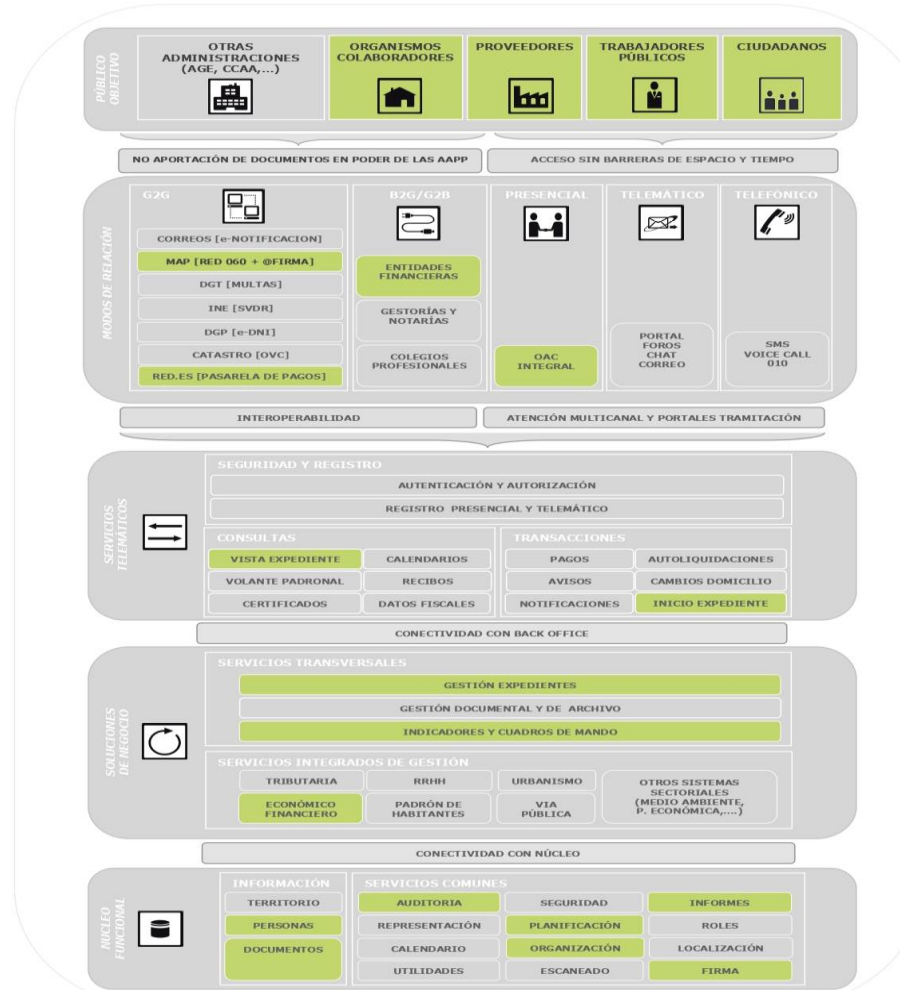 PÚBLICO
OBJETIVO
OTRAS
ADMINISTRACIONES
(AGE, CCAA,...)
ORGANISMOS
COLABORADORES
PROVEEDORES
TRABAJADORES
PÚBLICOS
CIUDADANOS
NO APORTACIÓN DE DOCUMENTOS EN PODER DE LAS AAPP
ACCESO SIN BARRERAS DE ESPACIO Y TIEMPO
MODOS DE RELACIÓN
G2G
CORREOS [e-NOTIFICACION]
MAP [RED 060 + @FIRMA]
DGT [MULTAS]
INE [SVDR]
DGP [e-DNI]
CATASTRO [OVC]
RED.ES [PASARELA DE PAGOS]
B2G/G2B
ENTIDADES
FINANCIERAS
GESTORÍAS Y
NOTARÍAS
COLEGIOS
PROFESIONALES
PRESENCIAL
OAC
INTEGRAL
TELEMÁTICO
PORTAL
FOROS
CHAT
CORREO
TELEFÓNICO
SMS
VOICE CALL
010
INTEROPERABILIDAD
ATENCIÓN MULTICANAL Y PORTALES TRAMITACIÓN
SERVICIOS
TELEMÁTICOS
SEGURIDAD Y REGISTRO
AUTENTICACIÓN Y AUTORIZACIÓN
REGISTRO PRESENCIAL Y TELEMÁTICO
CONSULTAS
VISTA EXPEDIENTE
CALENDARIOS
VOLANTE PADRONAL
RECIBOS
CERTIFICADOS
DATOS FISCALES
TRANSACCIONES
PAGOS
AUTOLIQUIDACIONES
AVISOS
CAMBIOS DOMICILIO
NOTIFICACIONES
INICIO EXPEDIENTE
CONECTIVIDAD CON BACK OFFICE
SOLUCIONES
DE NEGOCIO
SERVICIOS TRANSVERSALES
GESTIÓN EXPEDIENTES
GESTIÓN DOCUMENTAL Y DE ARCHIVO
INDICADORES Y CUADROS DE MANDO
SERVICIOS INTEGRADOS DE GESTIÓN
TRIBUTARIA
RRHH
URBANISMO
ECONÓMICO
FINANCIERO
PADRÓN DE
HABITANTES
VIA
PÚBLICA
OTROS SISTEMAS
SECTORIALES
(MEDIO AMBIENTE,
P. ECONÓMICA,....)
CONECTIVIDAD CON NÚCLEO
NÚCLEO
FUNCIONAL
INFORMACIÓN
TERRITORIO
PERSONAS
DOCUMENTOS
SERVICIOS COMUNES
AUDITORIA
SEGURIDAD
INFORMES
REPRESENTACIÓN
PLANIFICACIÓN
ROLES
CALENDARIO
ORGANIZACIÓN
LOCALIZACIÓN
UTILIDADES
ESCANEADO
FIRMA